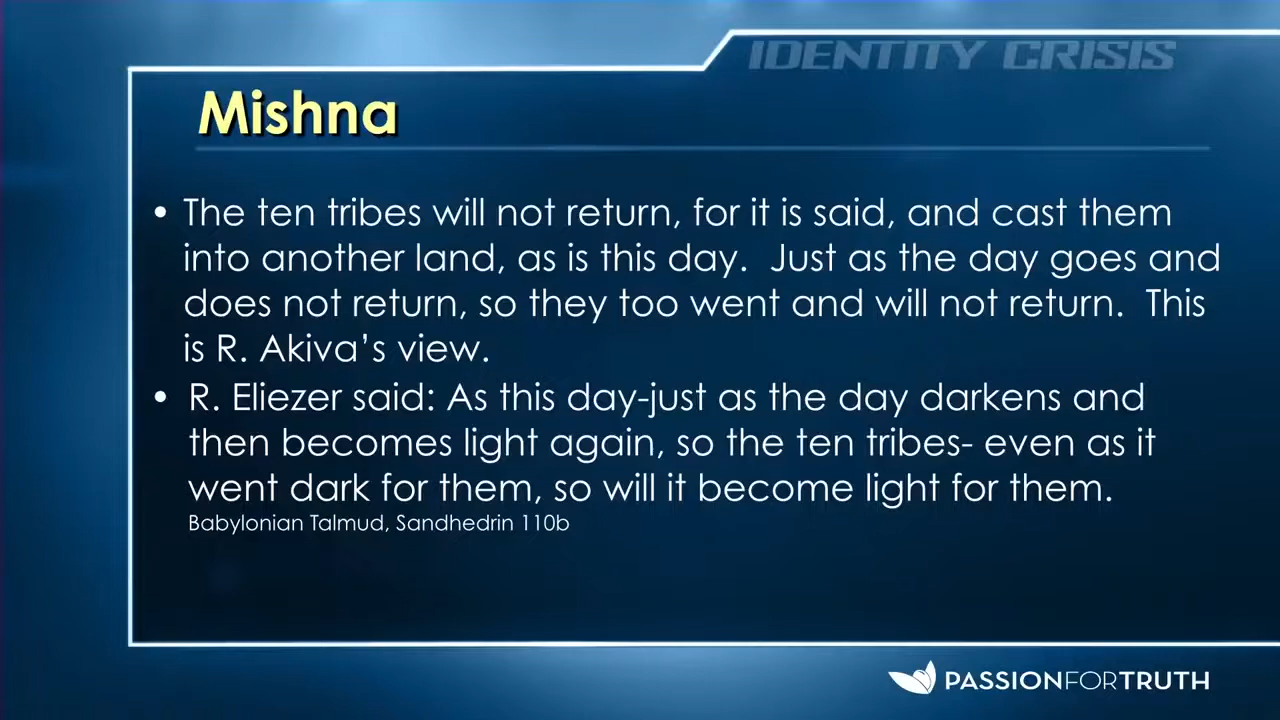 IDENTITY CRISIS
Mishna
• The ten tribes will not return, for it is said, and cast them
into another land, as is this day.  Just as the day goes and
does not return, so they too went and will not return.  This
is R. Akiva’s view.
• R. Eliezer said: As this day-just as the day darkens and
then becomes light again, so the ten tribes- even as it
went dark for them, so will it become light for them.
Babylonian Talmud, Sandhedrin 110b
PASSIONFORTRUTH